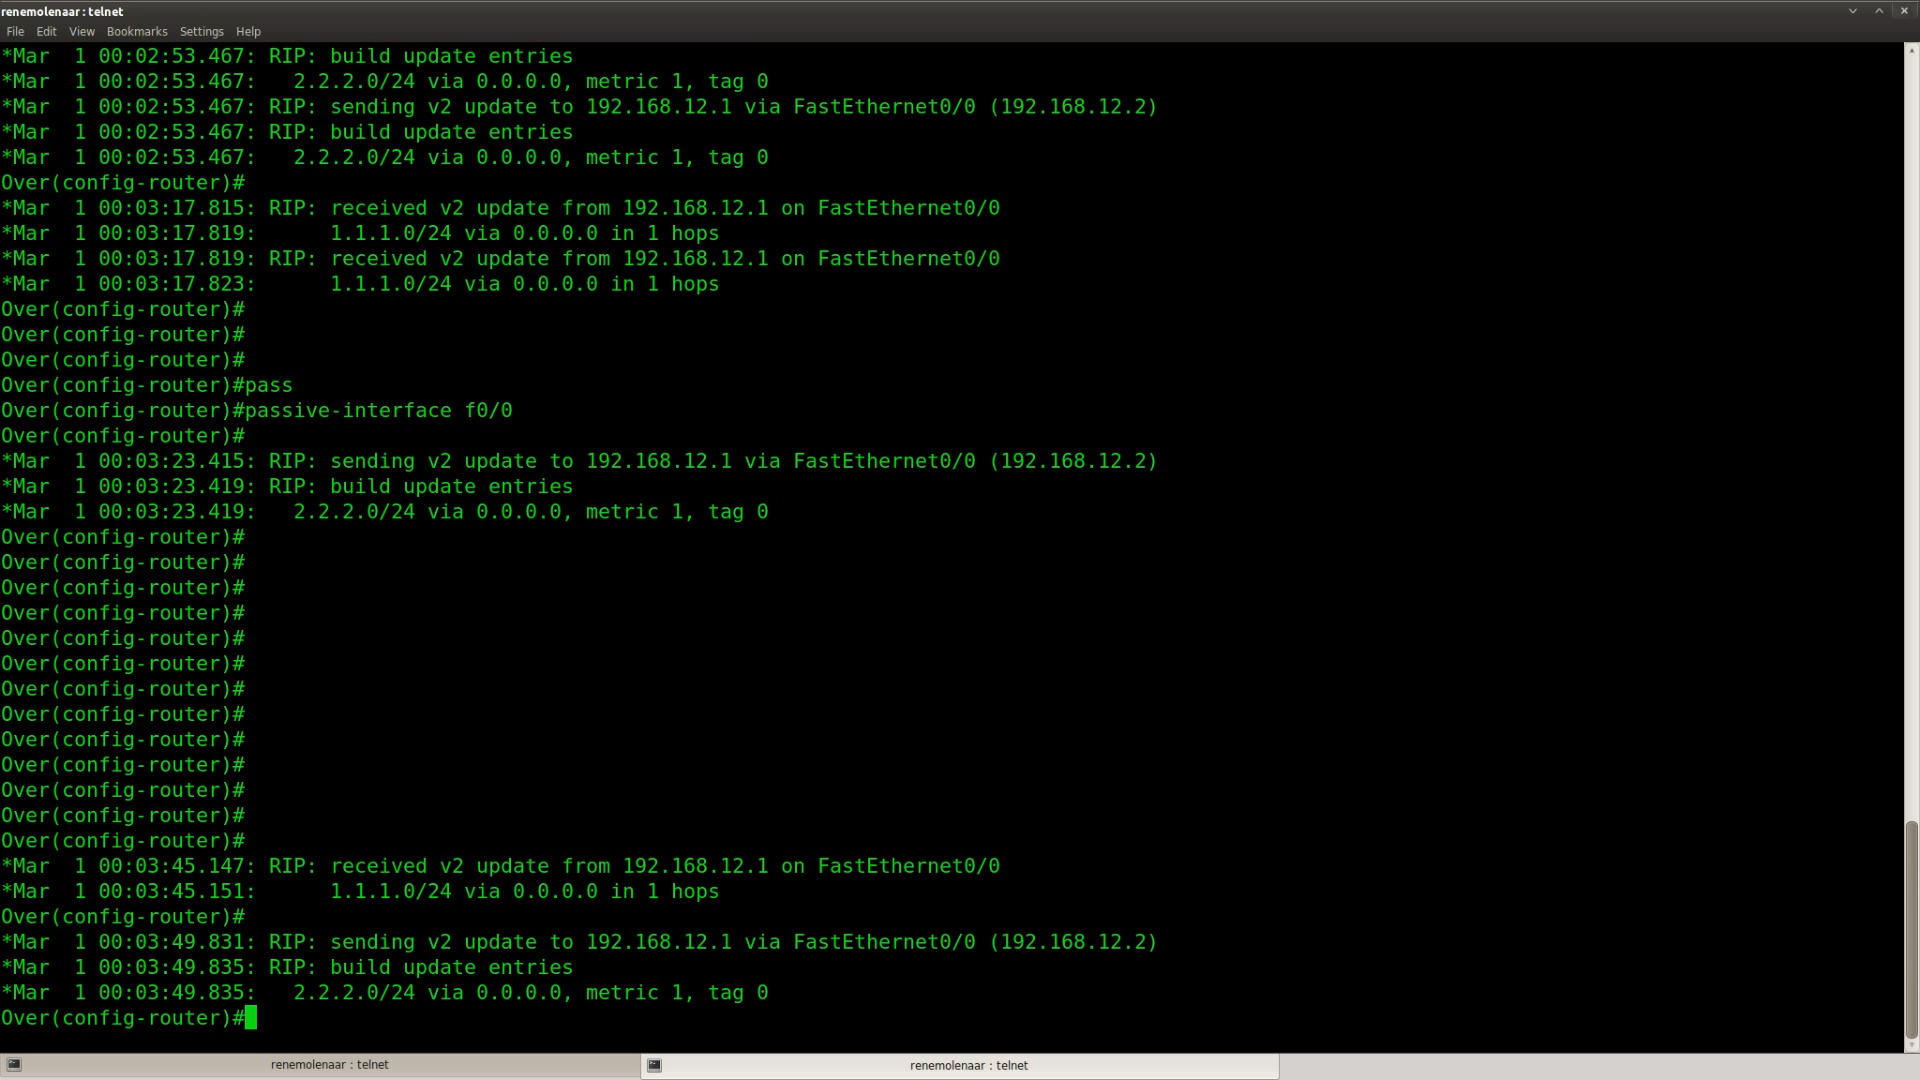 renemolenaar : telnet
File Edit View Bookmarks Settings Help
*Mar  1 00:02:53.467: RIP: build update entries
*Mar  1 00:02:53.467:   2.2.2.0/24 via 0.0.0.0, metric 1, tag 0
*Mar  1 00:02:53.467: RIP: sending v2 update to 192.168.12.1 via FastEthernet0/0 (192.168.12.2)
*Mar  1 00:02:53.467: RIP: build update entries
*Mar  1 00:02:53.467:   2.2.2.0/24 via 0.0.0.0, metric 1, tag 0
Over(config-router)#
*Mar  1 00:03:17.815: RIP: received v2 update from 192.168.12.1 on FastEthernet0/0
*Mar  1 00:03:17.819:      1.1.1.0/24 via 0.0.0.0 in 1 hops
*Mar  1 00:03:17.819: RIP: received v2 update from 192.168.12.1 on FastEthernet0/0
*Mar  1 00:03:17.823:      1.1.1.0/24 via 0.0.0.0 in 1 hops
Over(config-router)#
Over(config-router)#
Over(config-router)#
Over(config-router)#pass
Over(config-router)#passive-interface f0/0
Over(config-router)#
*Mar  1 00:03:23.415: RIP: sending v2 update to 192.168.12.1 via FastEthernet0/0 (192.168.12.2)
*Mar  1 00:03:23.419: RIP: build update entries
*Mar  1 00:03:23.419:   2.2.2.0/24 via 0.0.0.0, metric 1, tag 0
Over(config-router)#
Over(config-router)#
Over(config-router)#
Over(config-router)#
Over(config-router)#
Over(config-router)#
Over(config-router)#
Over(config-router)#
Over(config-router)#
Over(config-router)#
Over(config-router)#
Over(config-router)#
Over(config-router)#
*Mar  1 00:03:45.147: RIP: received v2 update from 192.168.12.1 on FastEthernet0/0
*Mar  1 00:03:45.151:      1.1.1.0/24 via 0.0.0.0 in 1 hops
Over(config-router)#
*Mar  1 00:03:49.831: RIP: sending v2 update to 192.168.12.1 via FastEthernet0/0 (192.168.12.2)
*Mar  1 00:03:49.835: RIP: build update entries
*Mar  1 00:03:49.835:   2.2.2.0/24 via 0.0.0.0, metric 1, tag 0
Over(config-router)#
renemolenaar : telnet
renemolenaar : telnet